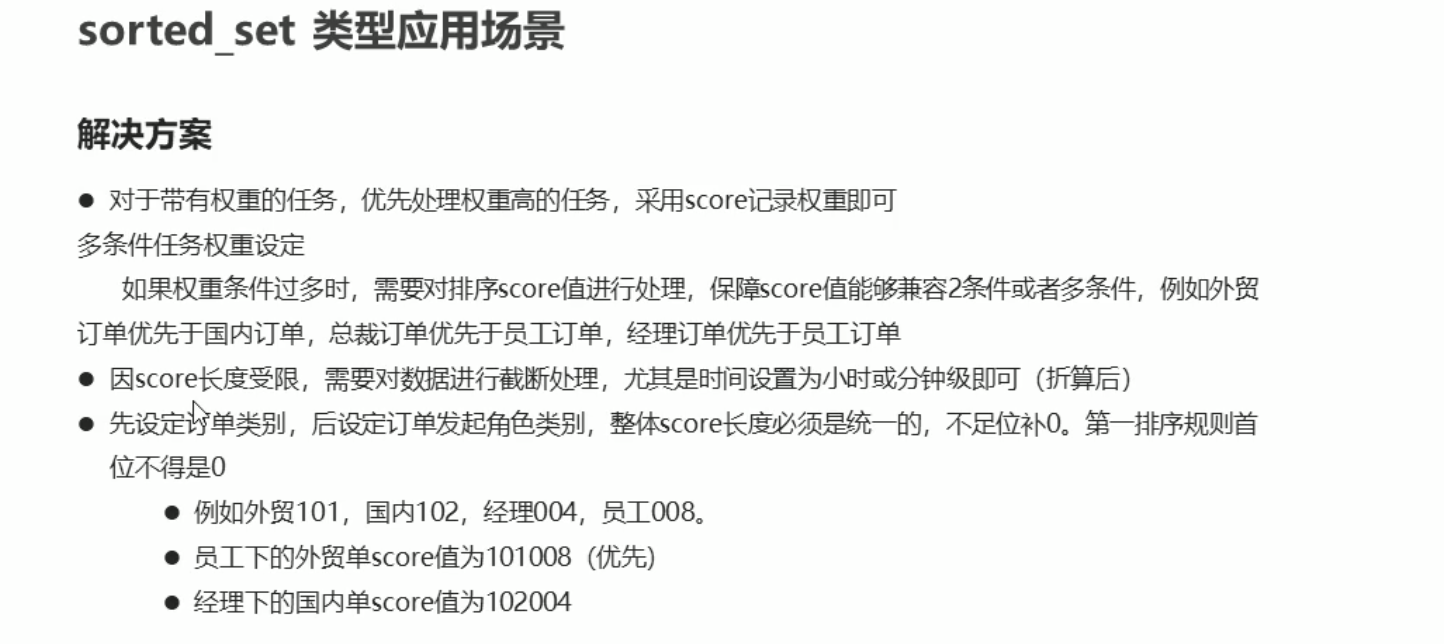 sorted_set 类型应用场景
解决方案
● 对于带有权重的任务，优先处理权重高的任务，采用score记录权重即可
多条件任务权重设定
如果权重条件过多时，需要对排序score值进行处理，保障score值能够兼容2条件或者多条件，例如外贸
订单优先于国内订单，总裁订单优先于员工订单，经理订单优先于员工订单
● 因score长度受限，需要对数据进行截断处理，尤其是时间设置为小时或分钟级即可（折算后）
● 先设定订单类别，后设定订单发起角色类别，整体score长度必须是统一的，不足位补0。第一排序规则首
位不得是0
● 例如外贸101，国内102，经理004，员工008。
● 员工下的外贸单score值为101008（优先）
● 经理下的国内单score值为102004